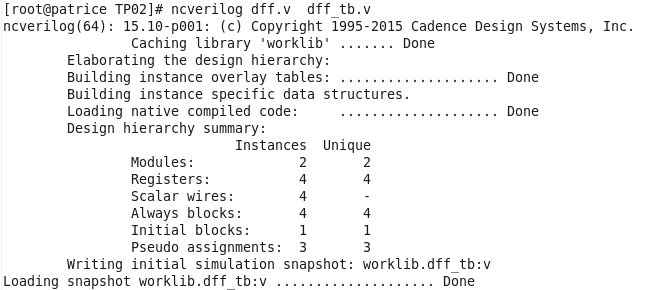 [root@patrice TP02]# ncverilog dff.v  dff_tb.v
ncverilog(64): 15.10-p001: (c) Copyright 1995-2015 Cadence Design Systems, Inc.
                Caching library 'worklib' ....... Done
        Elaborating the design hierarchy:
        Building instance overlay tables: .................... Done
        Building instance specific data structures.
        Loading native compiled code:     .................... Done
        Design hierarchy summary:
                             Instances  Unique
                Modules:             2       2
                Registers:           4       4
                Scalar wires:        4       -
                Always blocks:       4       4
                Initial blocks:      1       1
                Pseudo assignments:  3       3
        Writing initial simulation snapshot: worklib.dff_tb:v
Loading snapshot worklib.dff_tb:v .................... Done